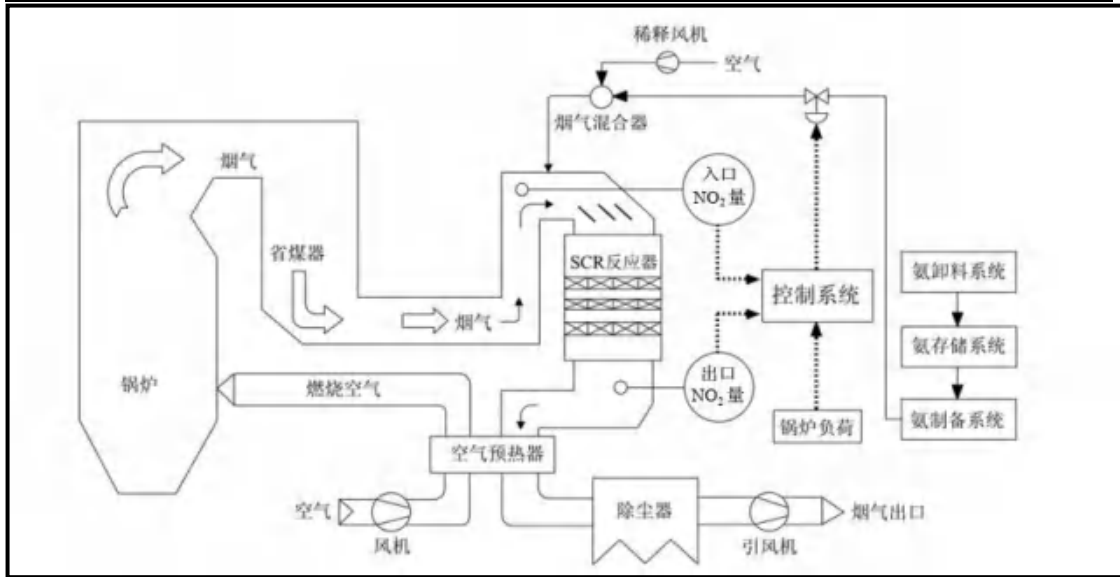 稀释风机
空气
烟气混合器
烟气
入口
NO₂量
省煤器
SCR反应器
控制系统
氨卸料系统
烟气
氨存储系统
锅炉
燃烧空气
出口
NO₂量
锅炉负荷
氨制备系统
空气预热器
空气
风机
除尘器
引风机
烟气出口